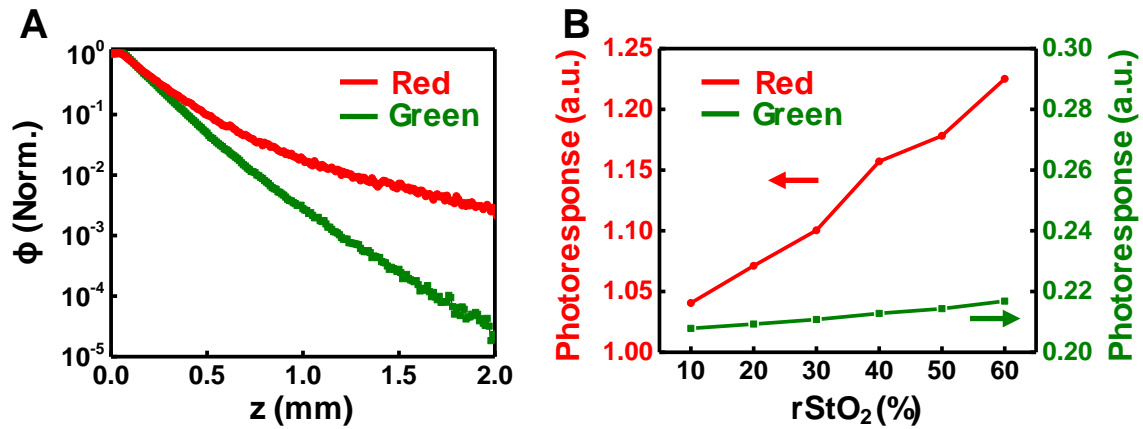 A
Φ (Norm.)
10⁰
10⁻¹
10⁻²
10⁻³
10⁻⁴
10⁻⁵
0.0 0.5 1.0 1.5 2.0
z (mm)
Red
Green
B
Photoresponse (a.u.)
1.25
1.20
1.15
1.10
1.05
1.00
Red
Green
10 20 30 40 50 60
rStO₂(%)
0.30
0.28
0.26
0.24
0.22
0.20
Photoresponse (a.u.)